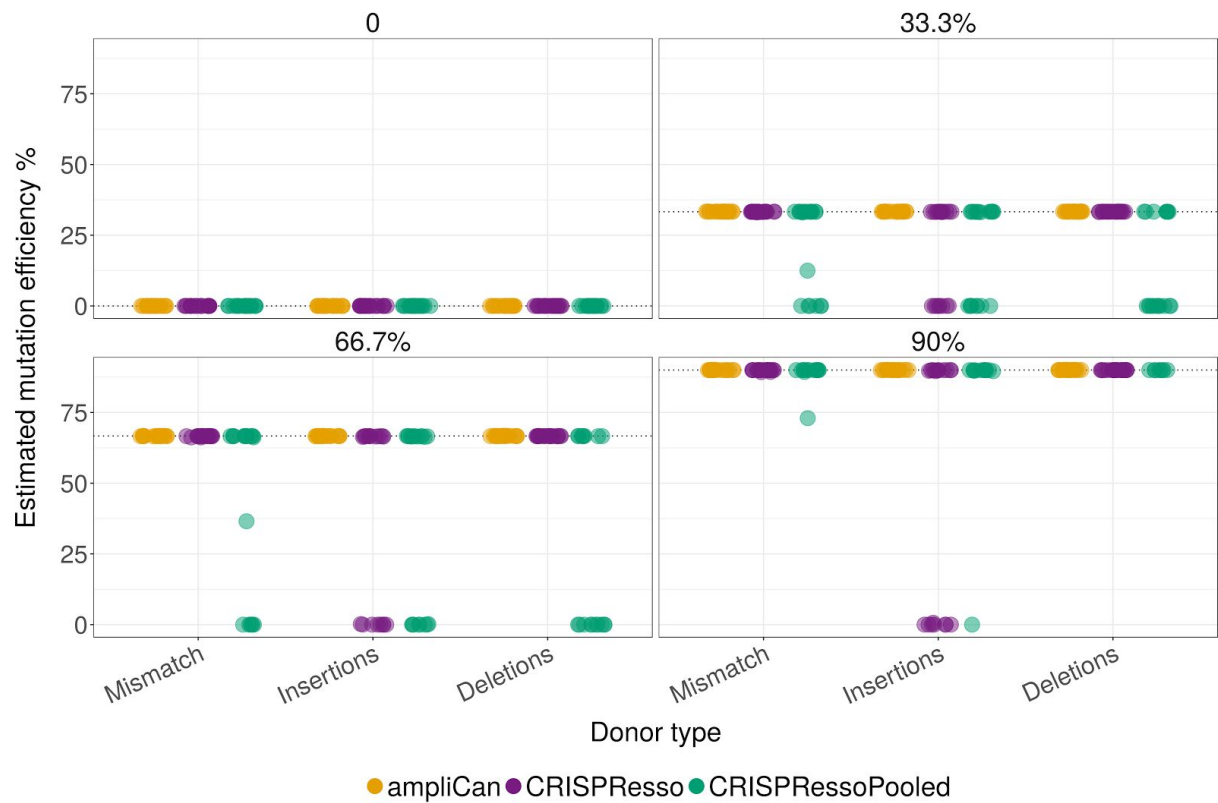 0
33.3%
75
50
25
0
66.7%
90%
75
50
25
0
Estimated mutation efficiency %
Mismatch
Insertions
Deletions
Mismatch
Insertions
Deletions
Donor type
ampliCan CRISPResso CRISPRessoPooled